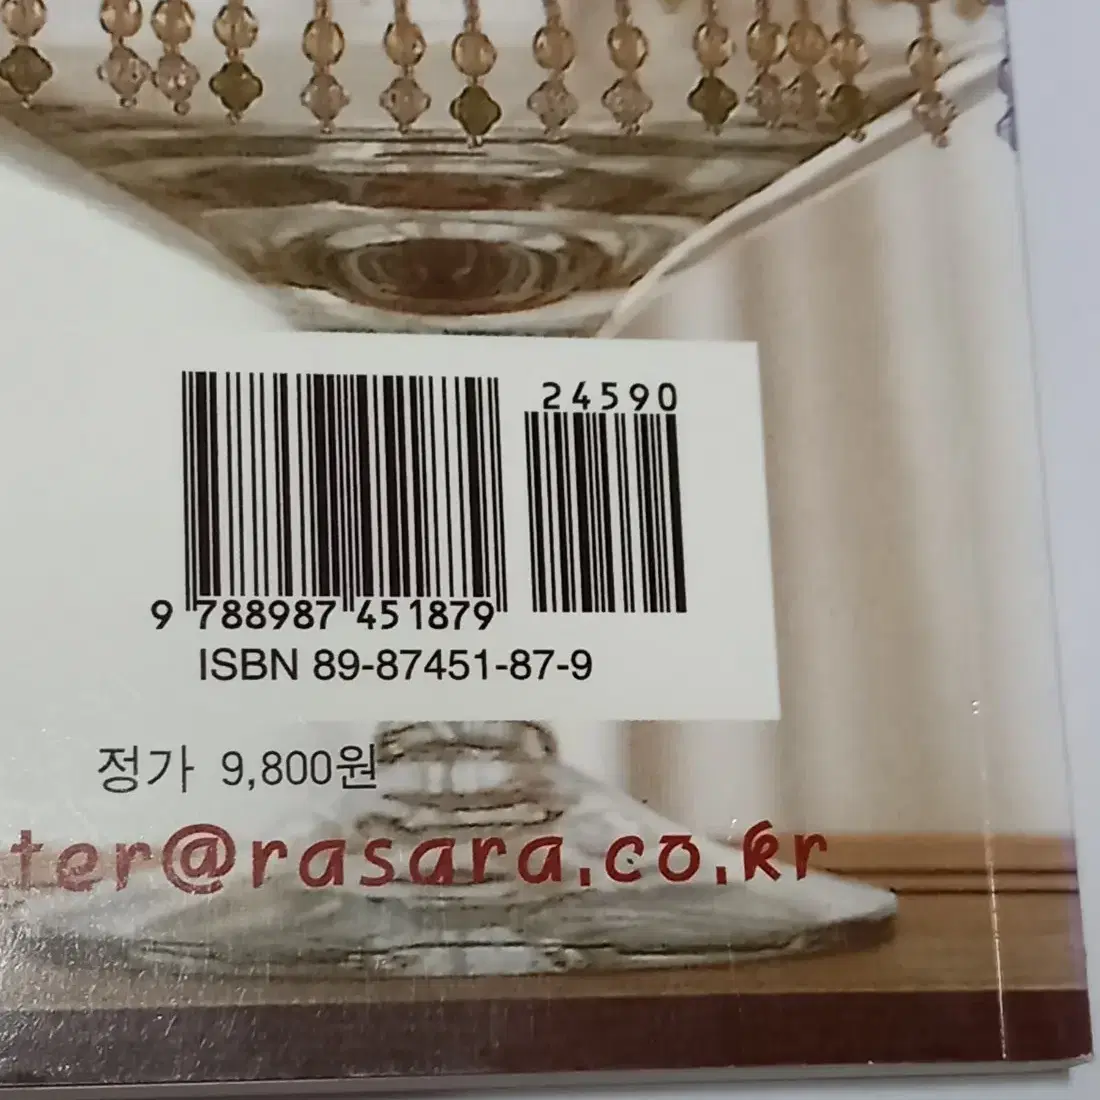 24590
9 788987 451879
ISBN 89-87451-87-9
정가 9,800원
ter@rasara.co.kr